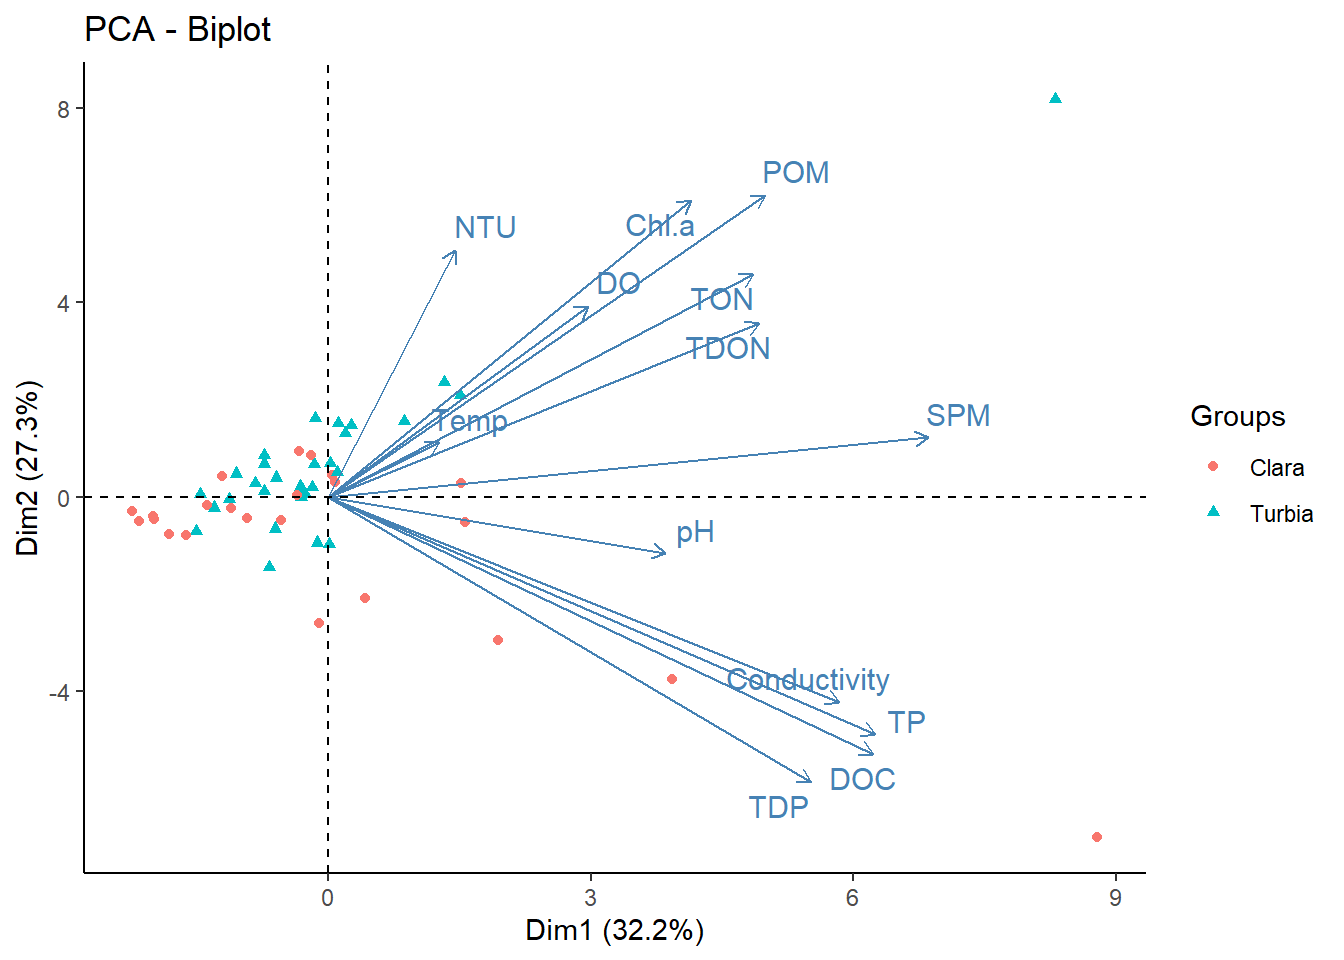 PCA - Biplot
8
4
0
-4
Dim2 (27.3%)
POM
NTU
Chl.a
DO
TON
TDON
Temp
SPM
pH
Conductivity
TP
DOC
TDP
0
3
6
9
Dim1 (32.2%)
Groups
Clara
Turbia